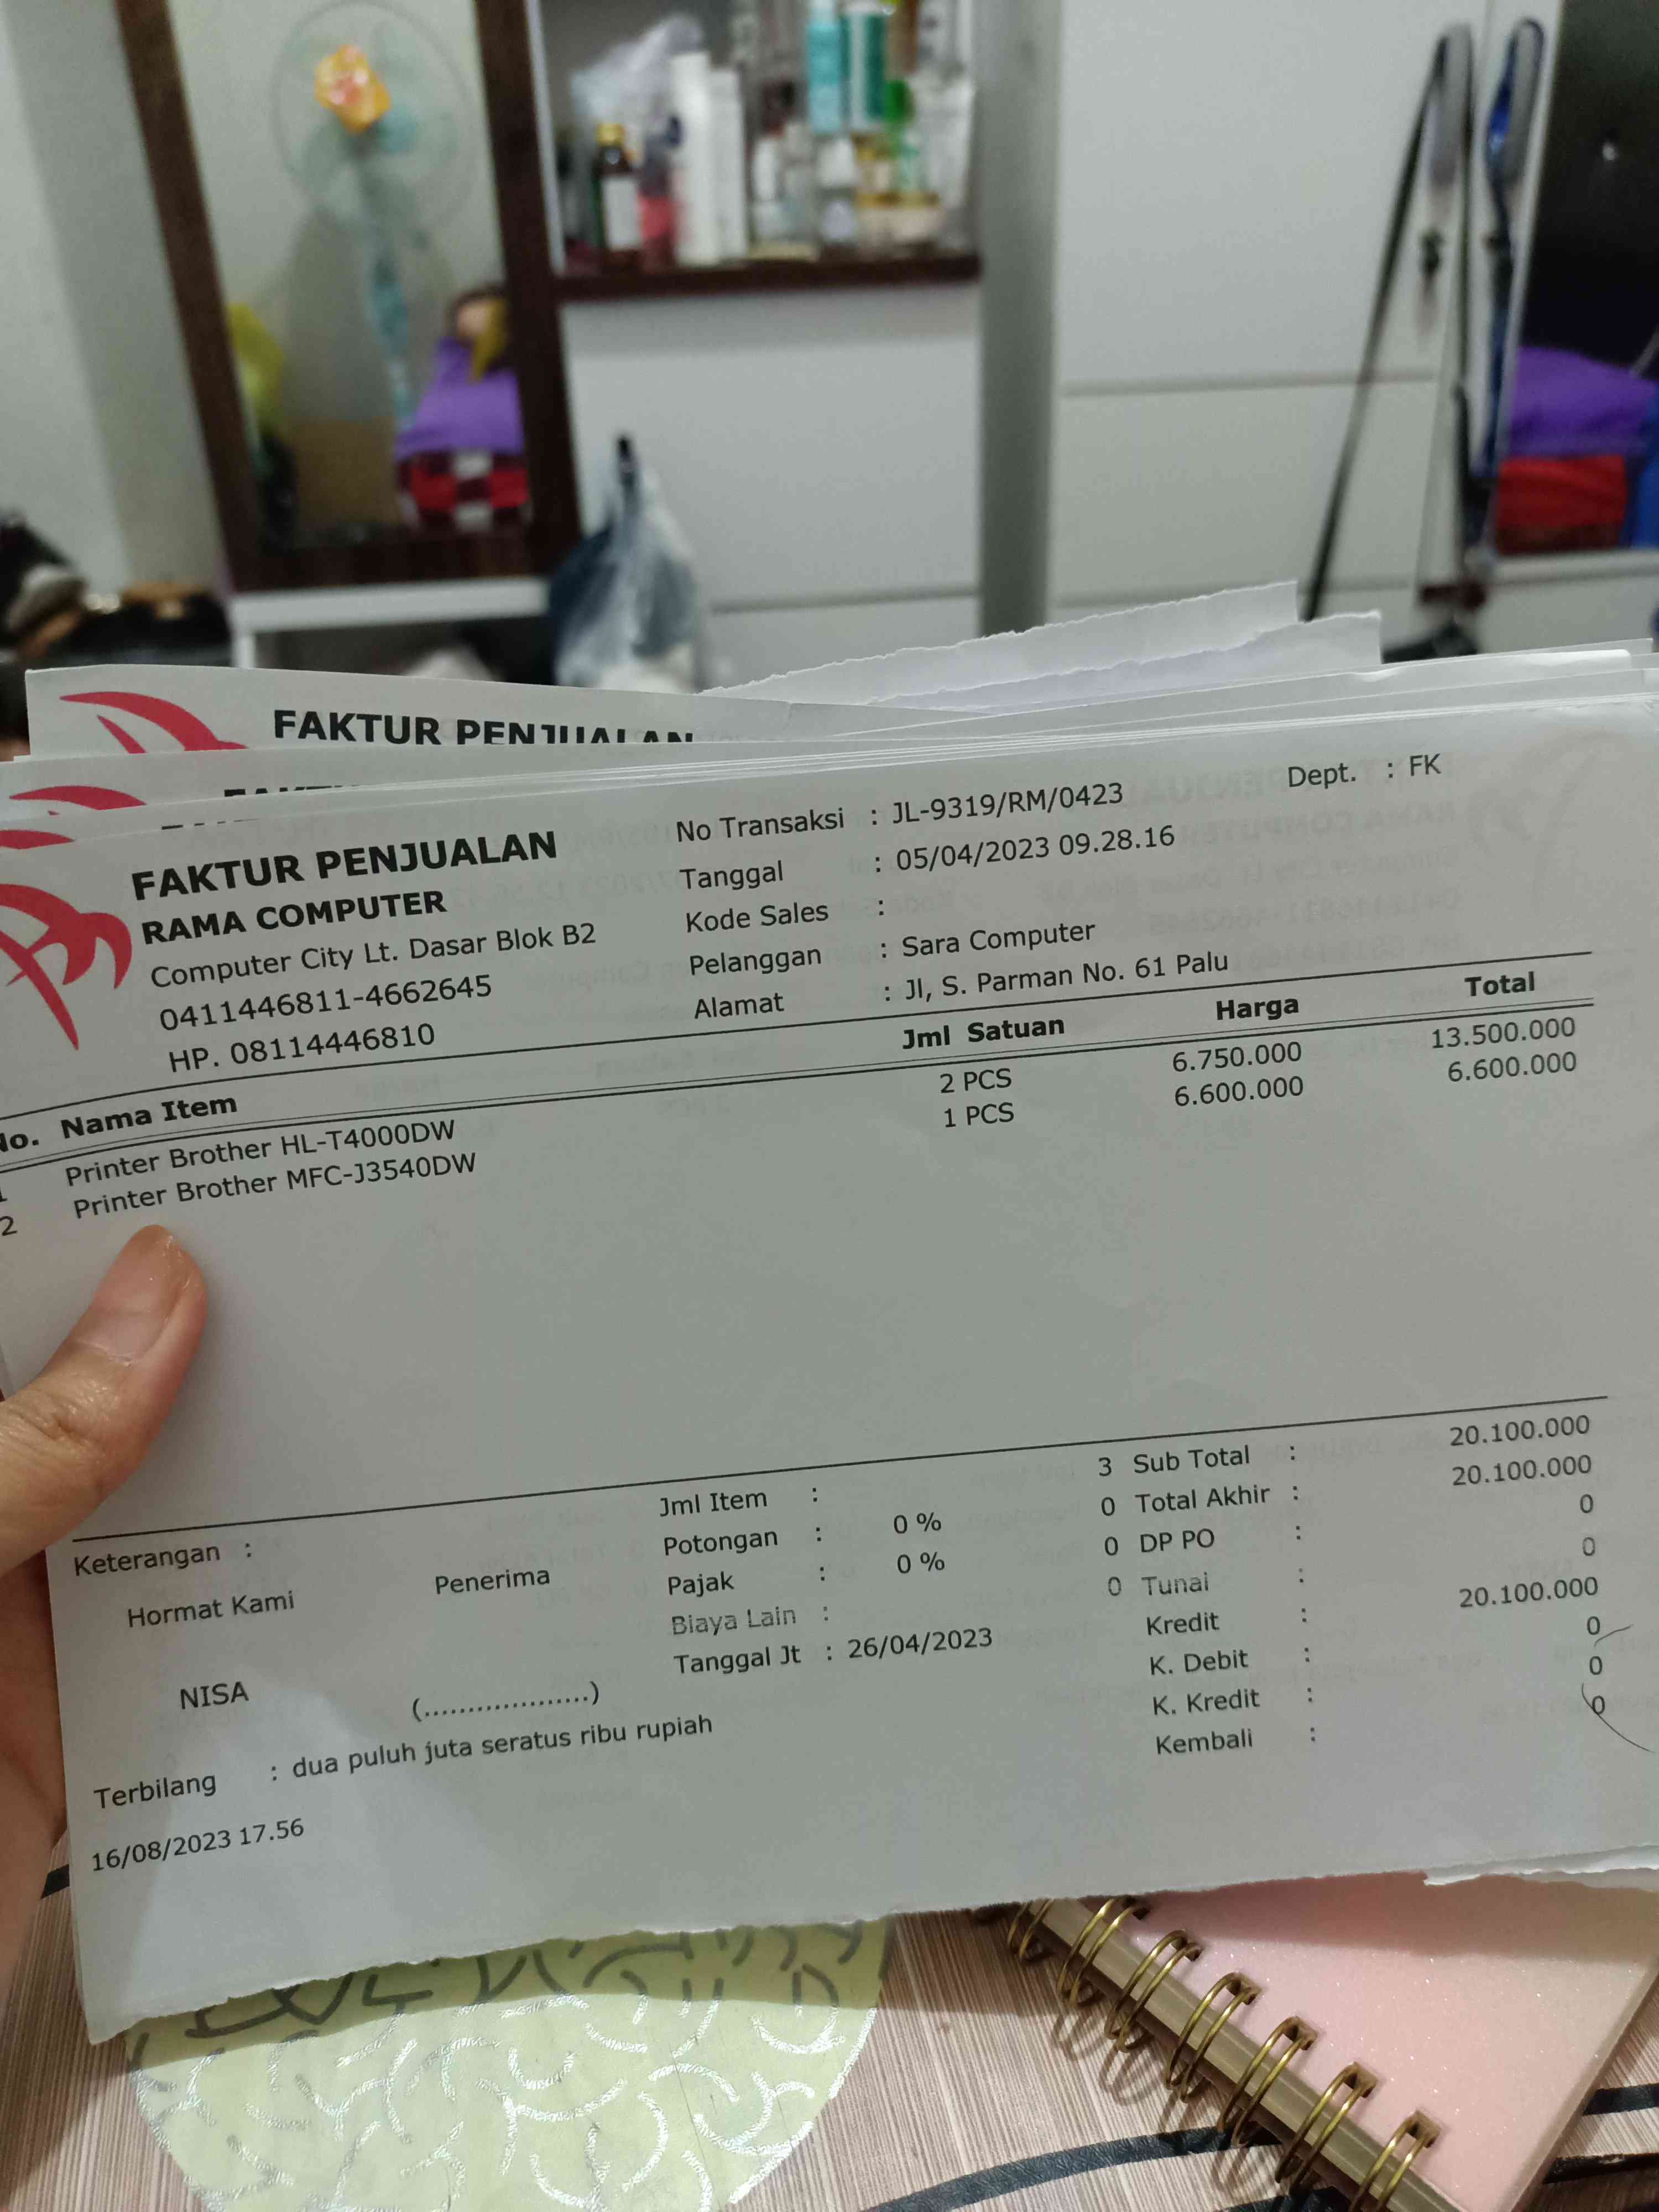 FAKTUR PENJUALAN
FAKTUR PENJUALAN
RAMA COMPUTER
Computer City Lt. Dasar Blok B2
0411446811-4662645
HP. 08114446810
No Transaksi : JL-9319/RM/0423
Dept. : FK
Tanggal : 05/04/2023 09.28.16
Kode Sales :
Pelanggan : Sara Computer
Alamat : Jl, S. Parman No. 61 Palu
No. Nama Item Jml Satuan Harga Total
1 Printer Brother HL-T4000DW 2 PCS 6.750.000 13.500.000
2 Printer Brother MFC-J3540DW 1 PCS 6.600.000 6.600.000
Keterangan :
Hormat Kami Penerima
NISA (...................)
Jml Item : 3
Potongan : 0 % 0
Pajak : 0 % 0
Biaya Lain : 0
Tanggal Jt : 26/04/2023
Sub Total : 20.100.000
Total Akhir : 20.100.000
DP PO : 0
Tunai : 0
Kredit : 20.100.000
K. Debit : 0
K. Kredit : 0
Kembali : 0
Terbilang : dua puluh juta seratus ribu rupiah
16/08/2023 17.56